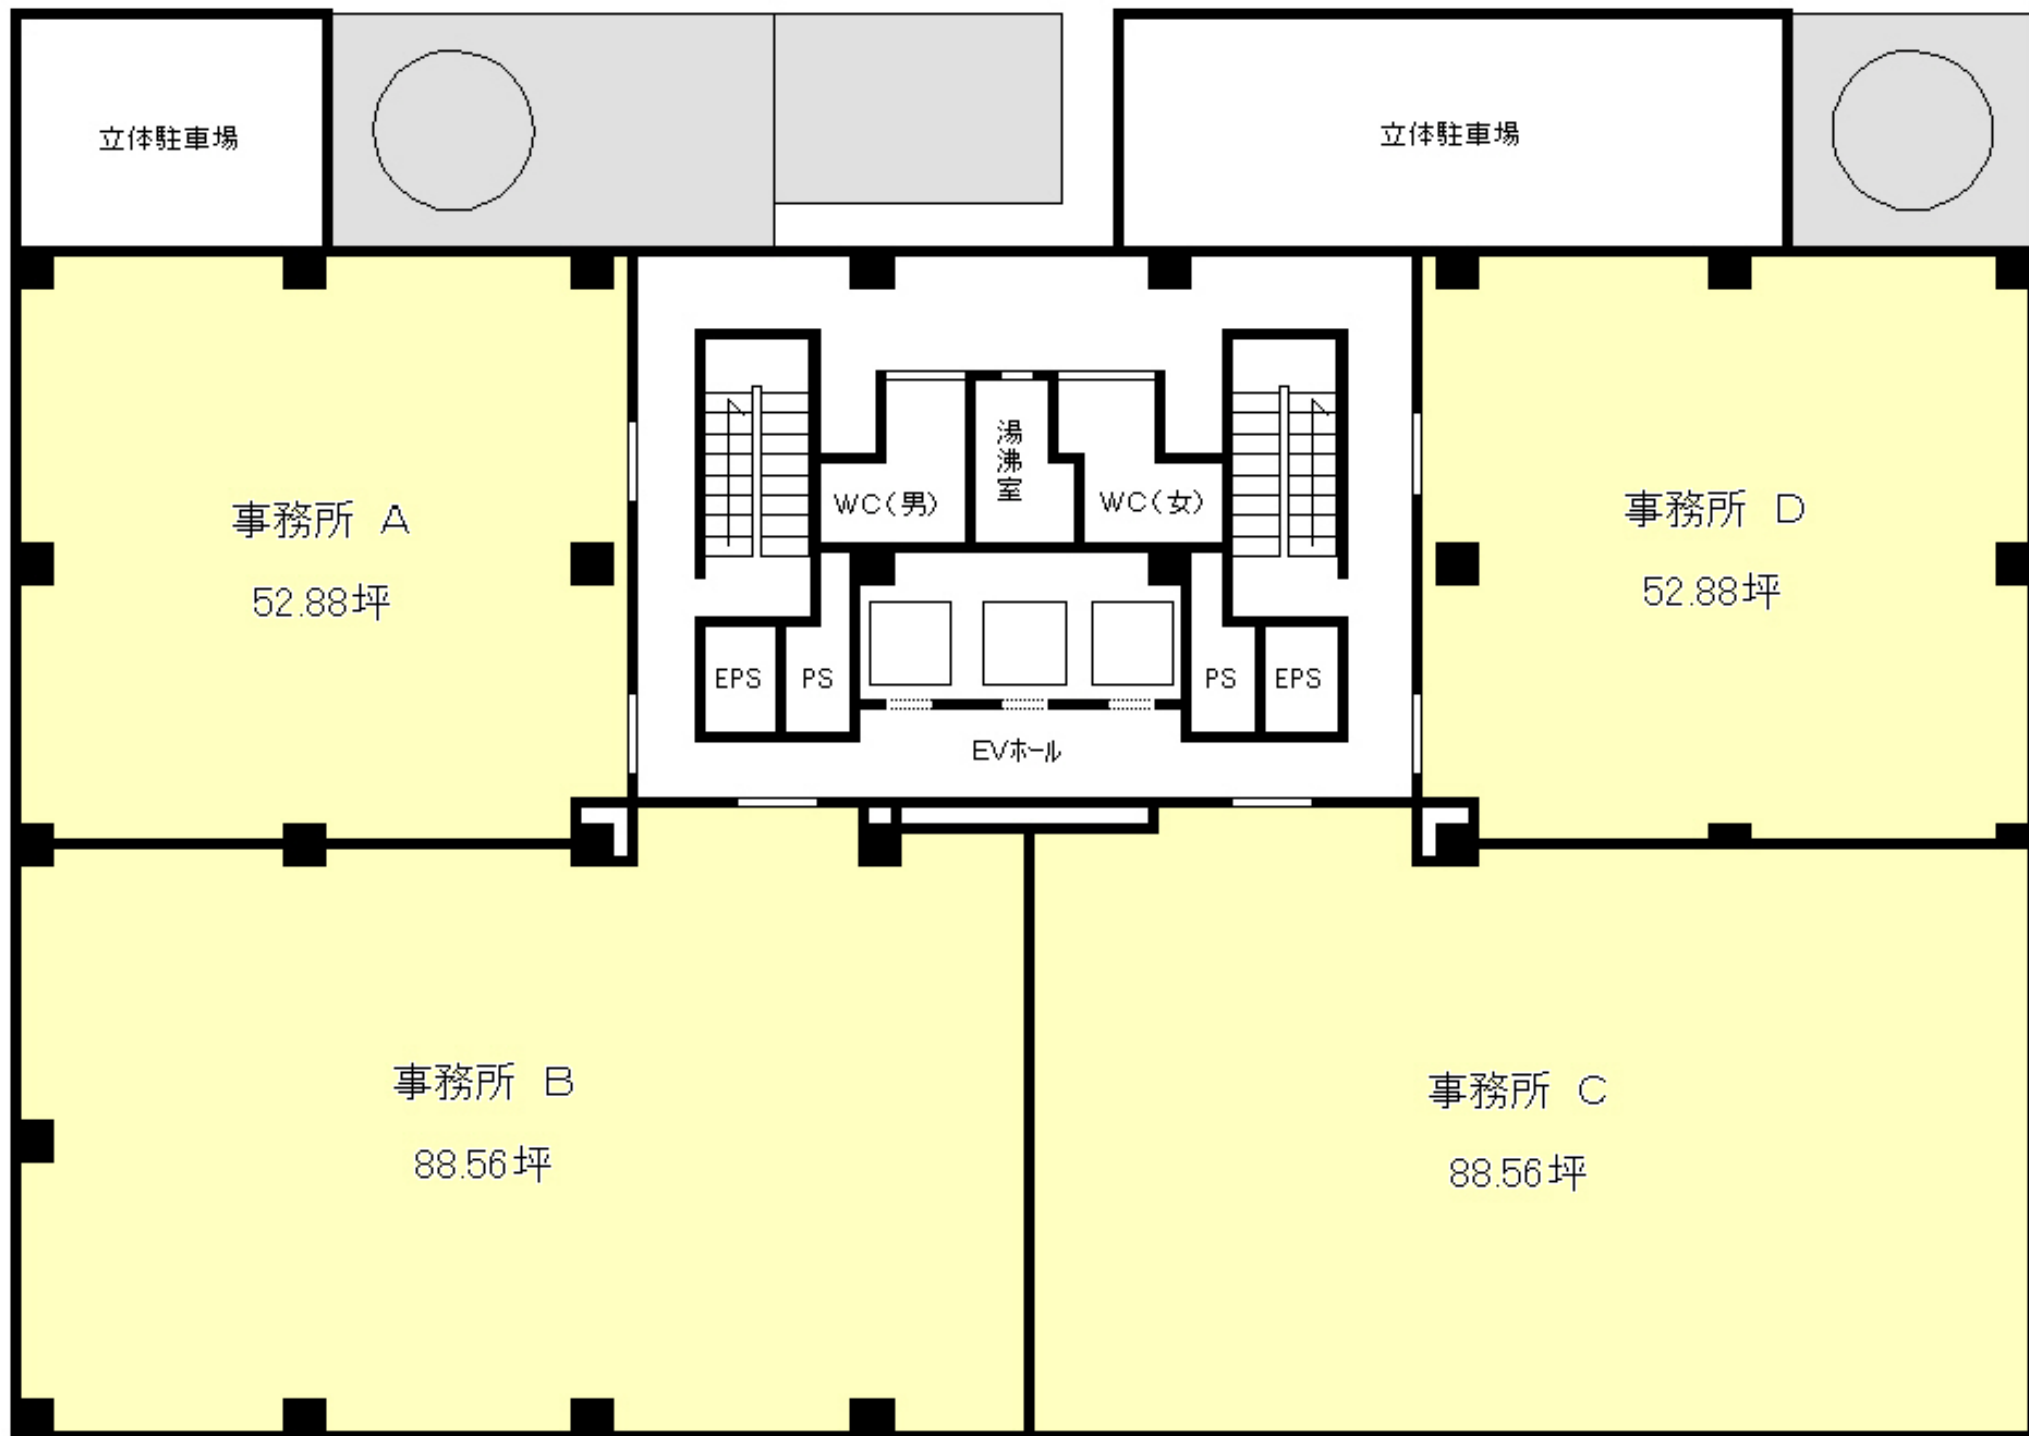 立体駐車場
立体駐車場
湯沸室
WC(男)
WC(女)
事務所 A
52.88坪
事務所 D
52.88坪
EPS
PS
PS
EPS
EVホール
事務所 B
88.56坪
事務所 C
88.56坪